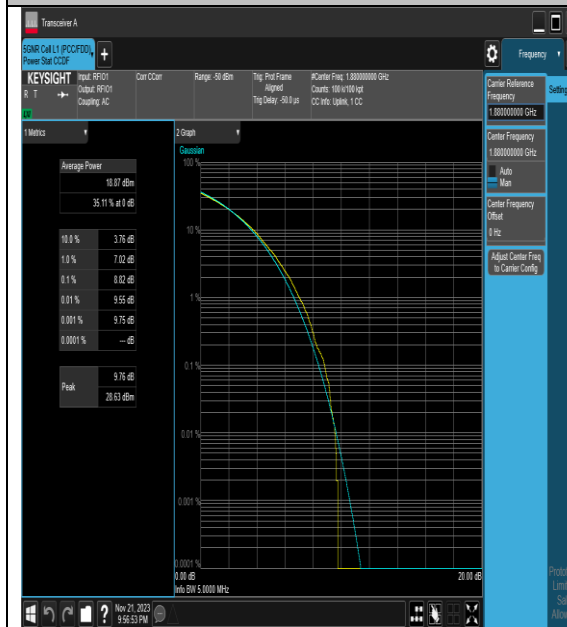 Transceiver A
5GNR Cell L1 (PCC/FDD),
Power Stat CCDF
+
Frequency
KEYSIGHT
R T
Input: RFIO1
Output: RFIO1
Coupling: AC
Corr CCorr
Range: -50 dBm
Trig: Prot Frame
Aligned
Trig Delay: -50.0 µs
#Center Freq: 1.880000000 GHz
Counts: 100 k/100 kpt
CC Info: Uplink, 1 CC
1 Metrics
Average Power
18.87 dBm
35.11 % at 0 dB
10.0 % 3.76 dB
1.0 % 7.02 dB
0.1 % 8.82 dB
0.01 % 9.55 dB
0.001 % 9.75 dB
0.0001 % --- dB
Peak
9.76 dB
28.63 dBm
2 Graph
Gaussian
100 %
10 %
1 %
0.1 %
0.01 %
0.001 %
0.0001 %
0.00 dB
20.00 dB
Info BW 5.0000 MHz
Carrier Reference
Frequency
1.880000000 GHz
Center Frequency
1.880000000 GHz
Auto
Man
Center Frequency
Offset
0 Hz
Adjust Center Freq
to Carrier Config
?
Nov 21, 2023
9:56:53 PM